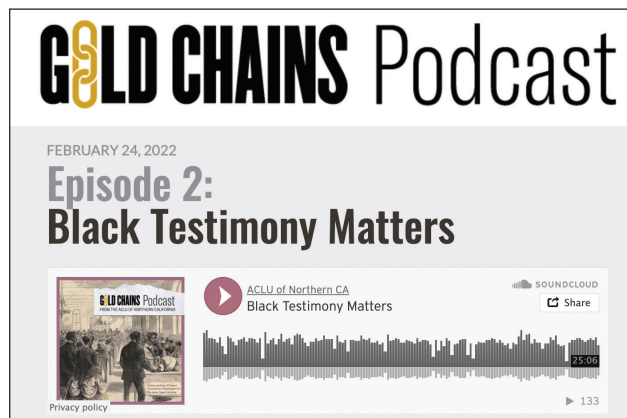 GOLD CHAINS Podcast
FEBRUARY 24, 2022
Episode 2:
Black Testimony Matters
GOLD CHAINS Podcast
FROM THE ACLU OF NORTHERN CALIFORNIA
ACLU of Northern CA
Black Testimony Matters
SOUNDCLOUD
Share
25:06
133
Privacy policy